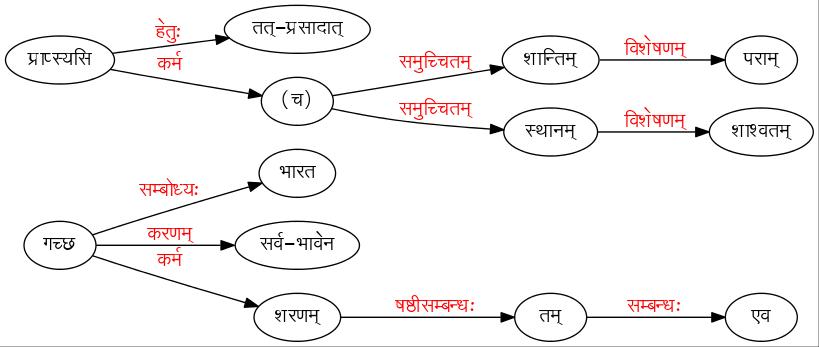 प्राप्स्यसि
हेतुः
तत्-प्रसादात्
कर्म
(च)
समुच्चितम्
शान्तिम्
विशेषणम्
पराम्
समुच्चितम्
स्थानम्
विशेषणम्
शाश्वतम्
गच्छ
सम्बोध्यः
भारत
करणम्
सर्व-भावेन
कर्म
शरणम्
षष्ठीसम्बन्धः
तम्
सम्बन्धः
एव